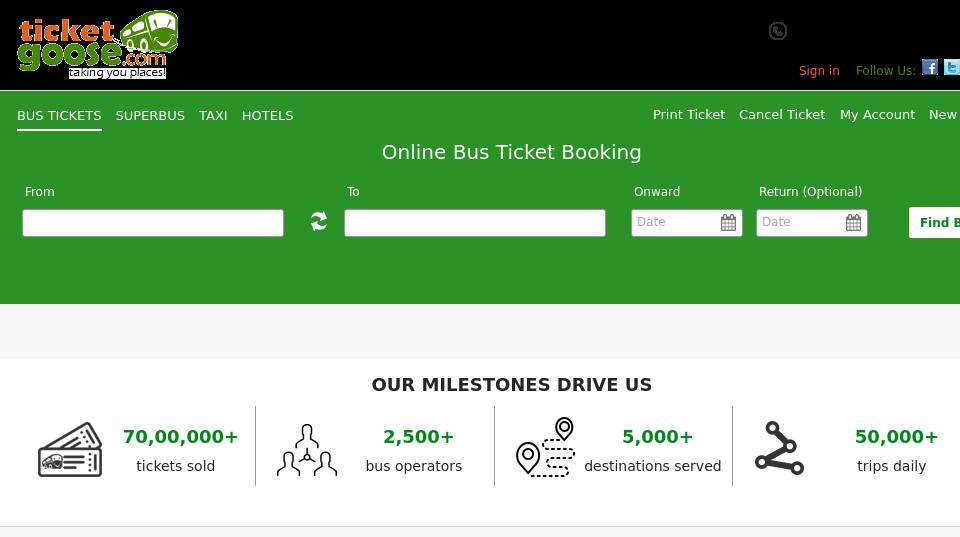 ticket
goose.com
taking you places!
Sign in Follow Us:
BUS TICKETS SUPERBUS TAXI HOTELS Print Ticket Cancel Ticket My Account New
Online Bus Ticket Booking
From To Onward Return (Optional)
Date Date Find B
OUR MILESTONES DRIVE US
70,00,000+ 2,500+ 5,000+ 50,000+
tickets sold bus operators destinations served trips daily